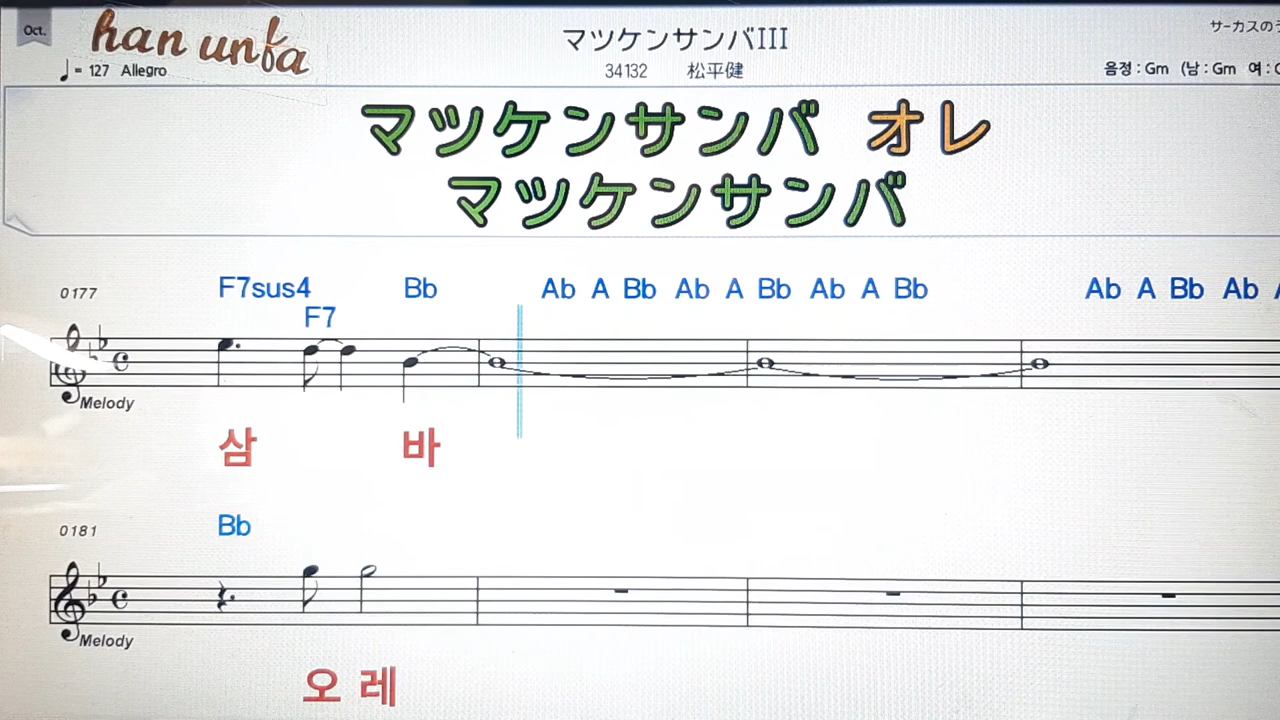 Oct.
han unfa
マツケンサンバIII
サーカスの
♩= 127 Allegro
34132 松平健
음정 : Gm (남 : Gm 여 :
マツケンサンバ オレ
マツケンサンバ
0177
F7sus4 Bb Ab A Bb Ab A Bb Ab A Bb Ab A Bb Ab
F7
Melody
삼 바
0181
Bb
Melody
오 레